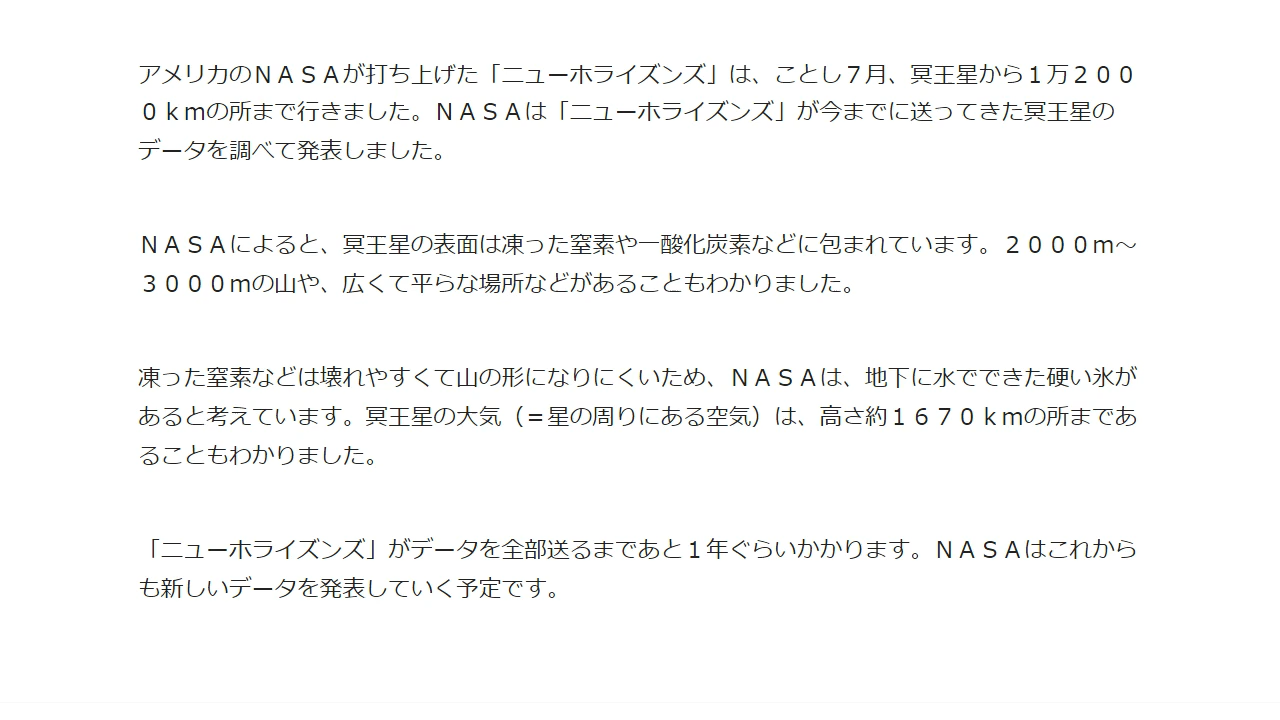 アメリカのＮＡＳＡが打ち上げた「ニューホライズンズ」は、ことし７月、冥王星から１万２００
０ｋｍの所まで行きました。ＮＡＳＡは「ニューホライズンズ」が今までに送ってきた冥王星の
データを調べて発表しました。
ＮＡＳＡによると、冥王星の表面は凍った窒素や一酸化炭素などに包まれています。２０００ｍ～
３０００ｍの山や、広くて平らな場所などがあることもわかりました。
凍った窒素などは壊れやすくて山の形になりにくいため、ＮＡＳＡは、地下に水でできた硬い氷が
あると考えています。冥王星の大気（＝星の周りにある空気）は、高さ約１６７０ｋｍの所まであ
ることもわかりました。
「ニューホライズンズ」がデータを全部送るまであと１年ぐらいかかります。ＮＡＳＡはこれから
も新しいデータを発表していく予定です。